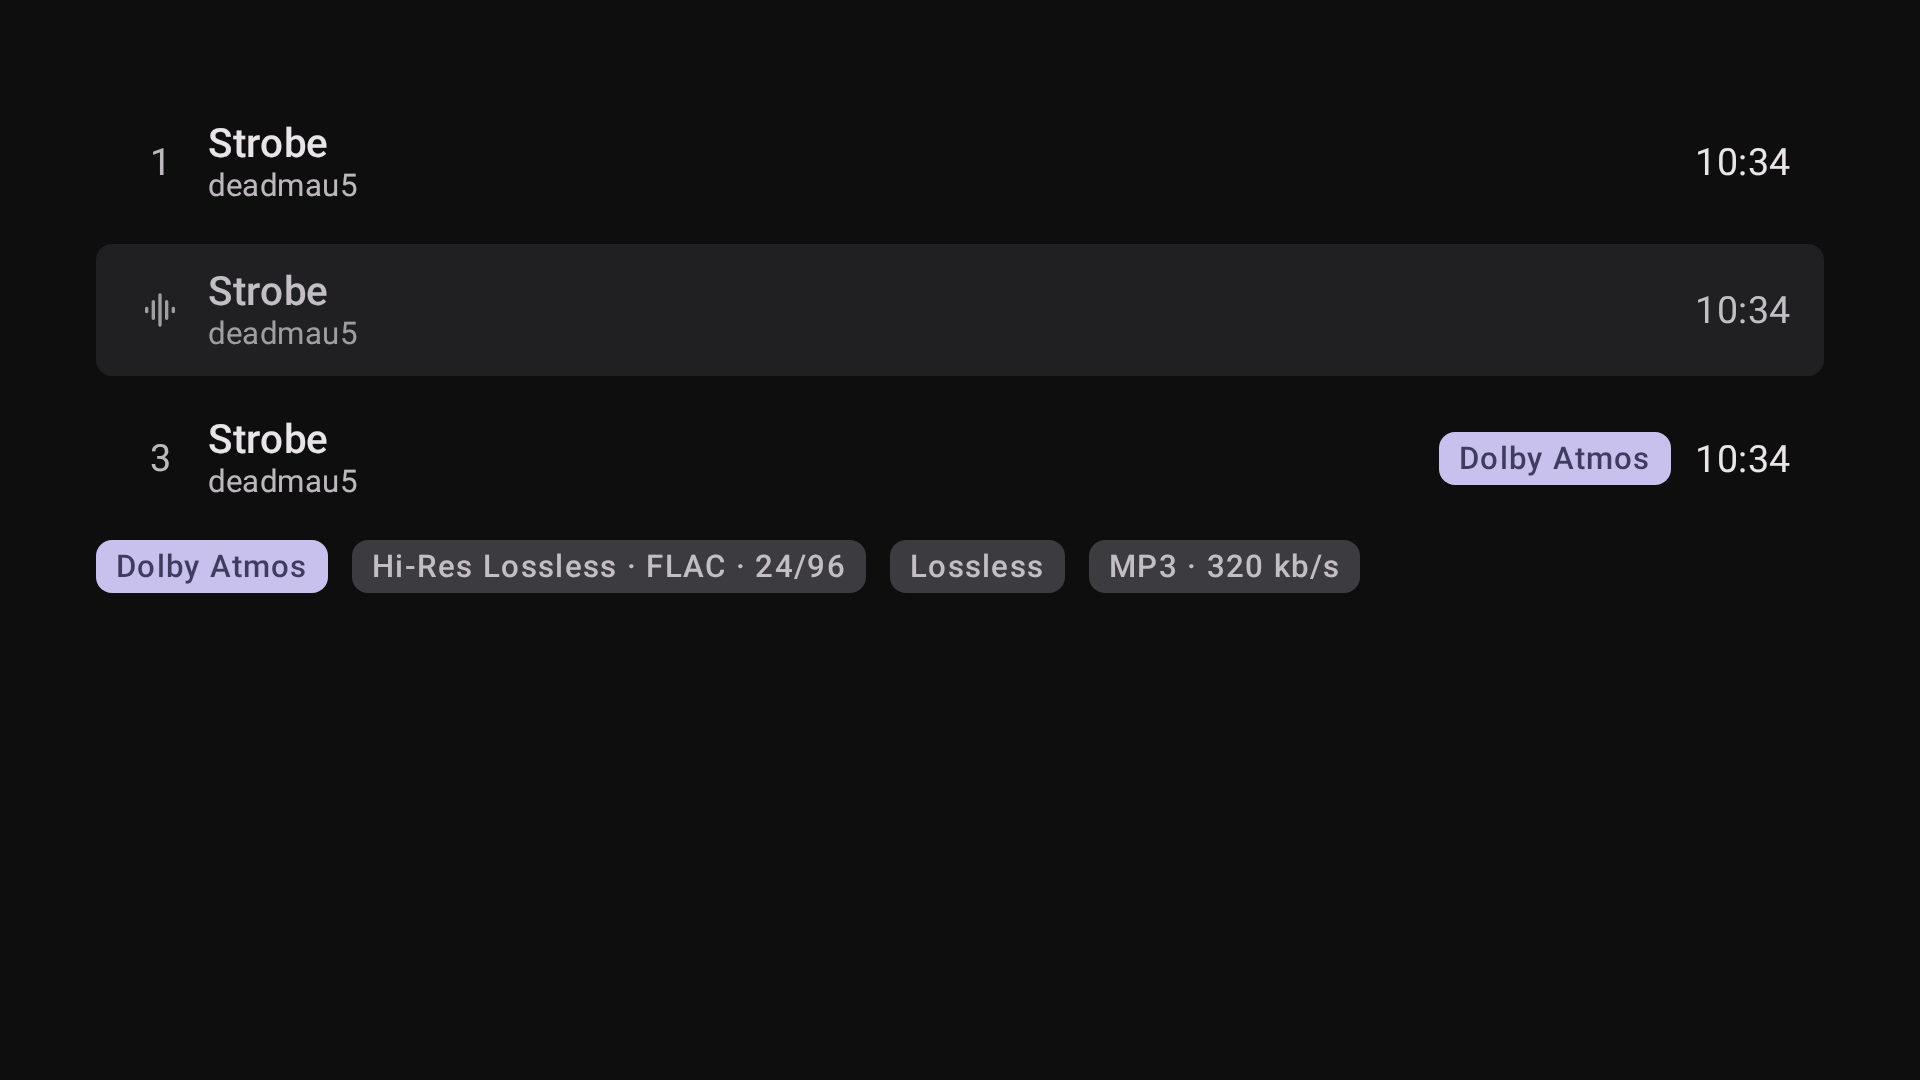 1 Strobe 10:34
deadmau5
Strobe 10:34
deadmau5
3 Strobe Dolby Atmos 10:34
deadmau5
Dolby Atmos Hi-Res Lossless · FLAC · 24/96 Lossless MP3 · 320 kb/s